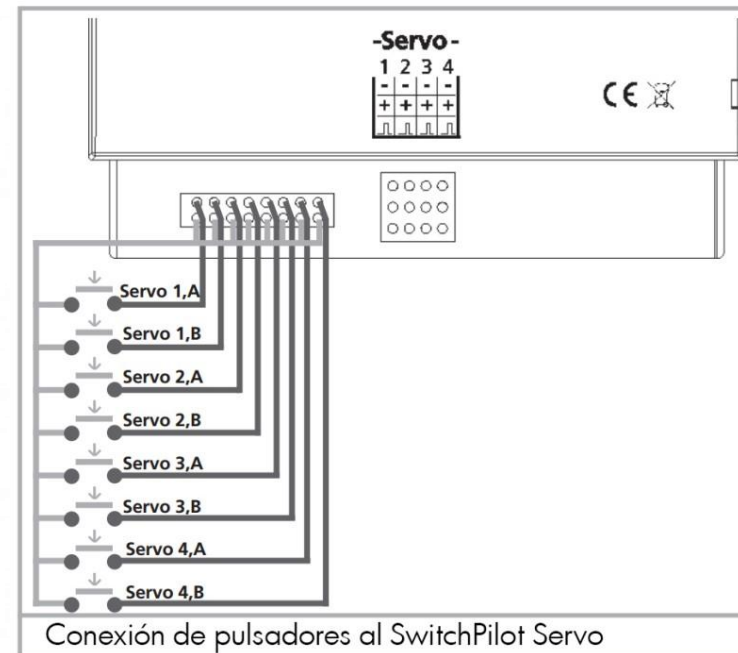 -Servo-
1 2 3 4
- - - -
+ + + +
CE
Servo 1,A
Servo 1,B
Servo 2,A
Servo 2,B
Servo 3,A
Servo 3,B
Servo 4,A
Servo 4,B
Conexión de pulsadores al SwitchPilot Servo